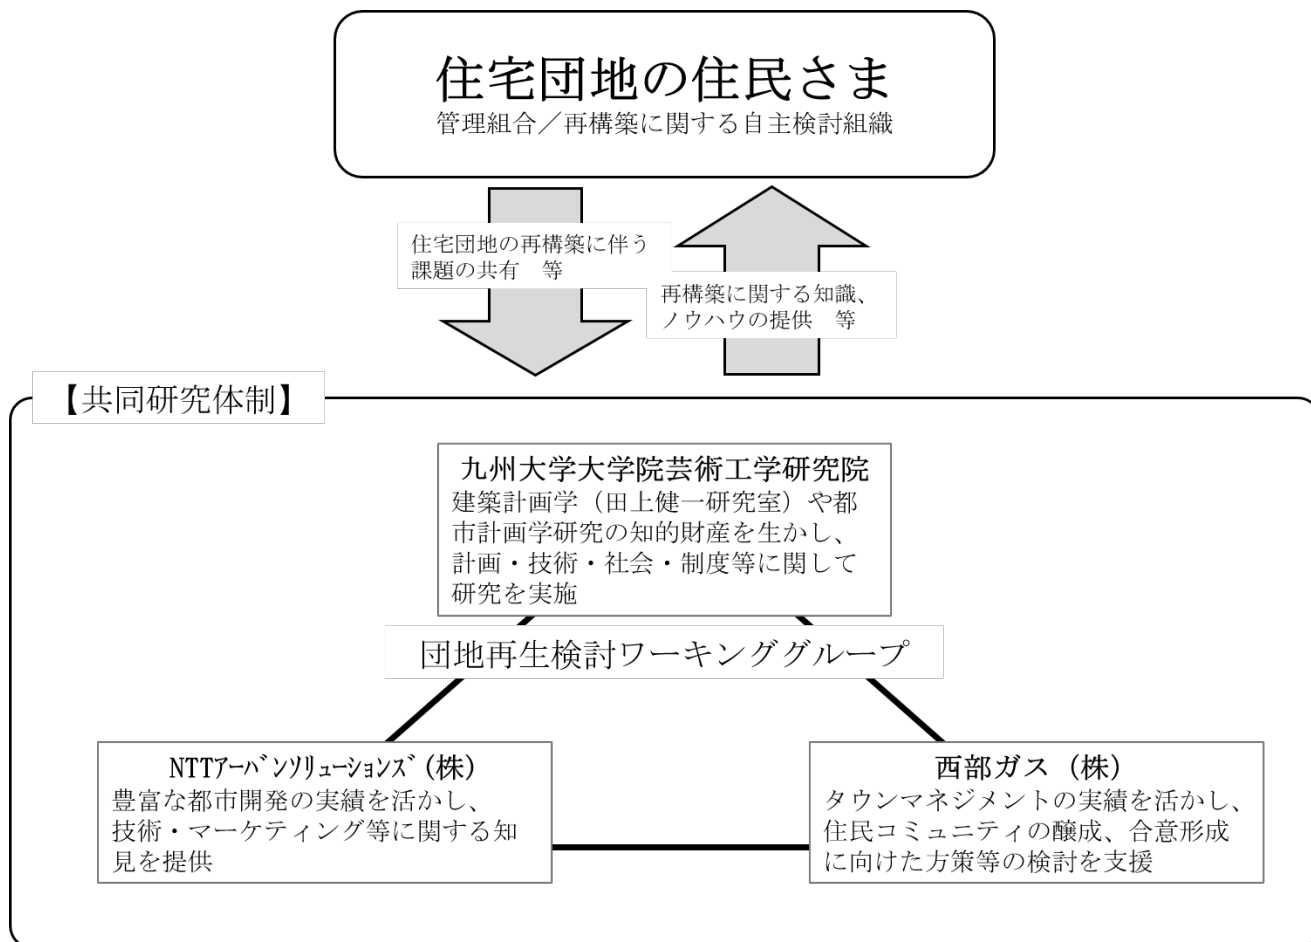 住宅団地の住民さま
管理組合／再構築に関する自主検討組織
住宅団地の再構築に伴う
課題の共有　等
再構築に関する知識、
ノウハウの提供　等
【共同研究体制】
九州大学大学院芸術工学研究院
建築計画学（田上健一研究室）や都
市計画学研究の知的財産を生かし、
計画・技術・社会・制度等に関して
研究を実施
団地再生検討ワーキンググループ
NTTｱｰﾊﾞﾝｿﾘｭｰｼｮﾝｽﾞ（株）
豊富な都市開発の実績を活かし、
技術・マーケティング等に関する知
見を提供
西部ガス（株）
タウンマネジメントの実績を活かし、
住民コミュニティの醸成、合意形成
に向けた方策等の検討を支援